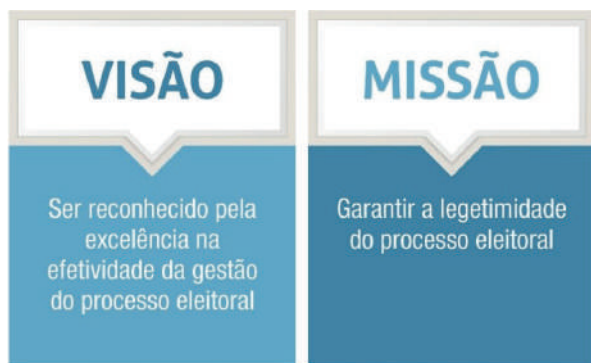 VISÃO
Ser reconhecido pela
excelência na
efetividade da gestão
do processo eleitoral
MISSÃO
Garantir a legetimidade
do processo eleitoral